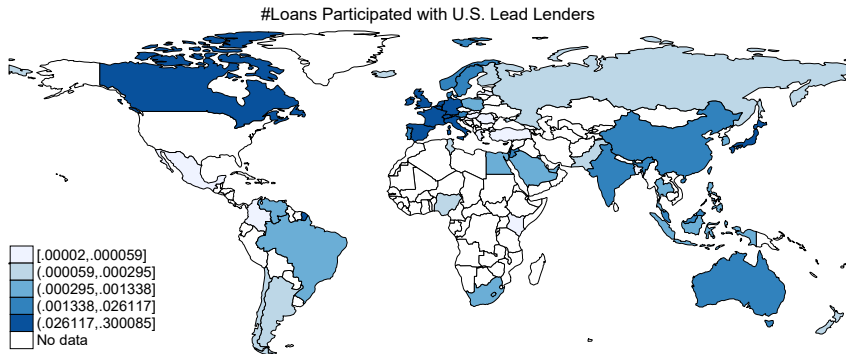 #Loans Participated with U.S. Lead Lenders
[.00002,.000059]
(.000059,.000295]
(.000295,.001338]
(.001338,.026117]
(.026117,.300085]
No data